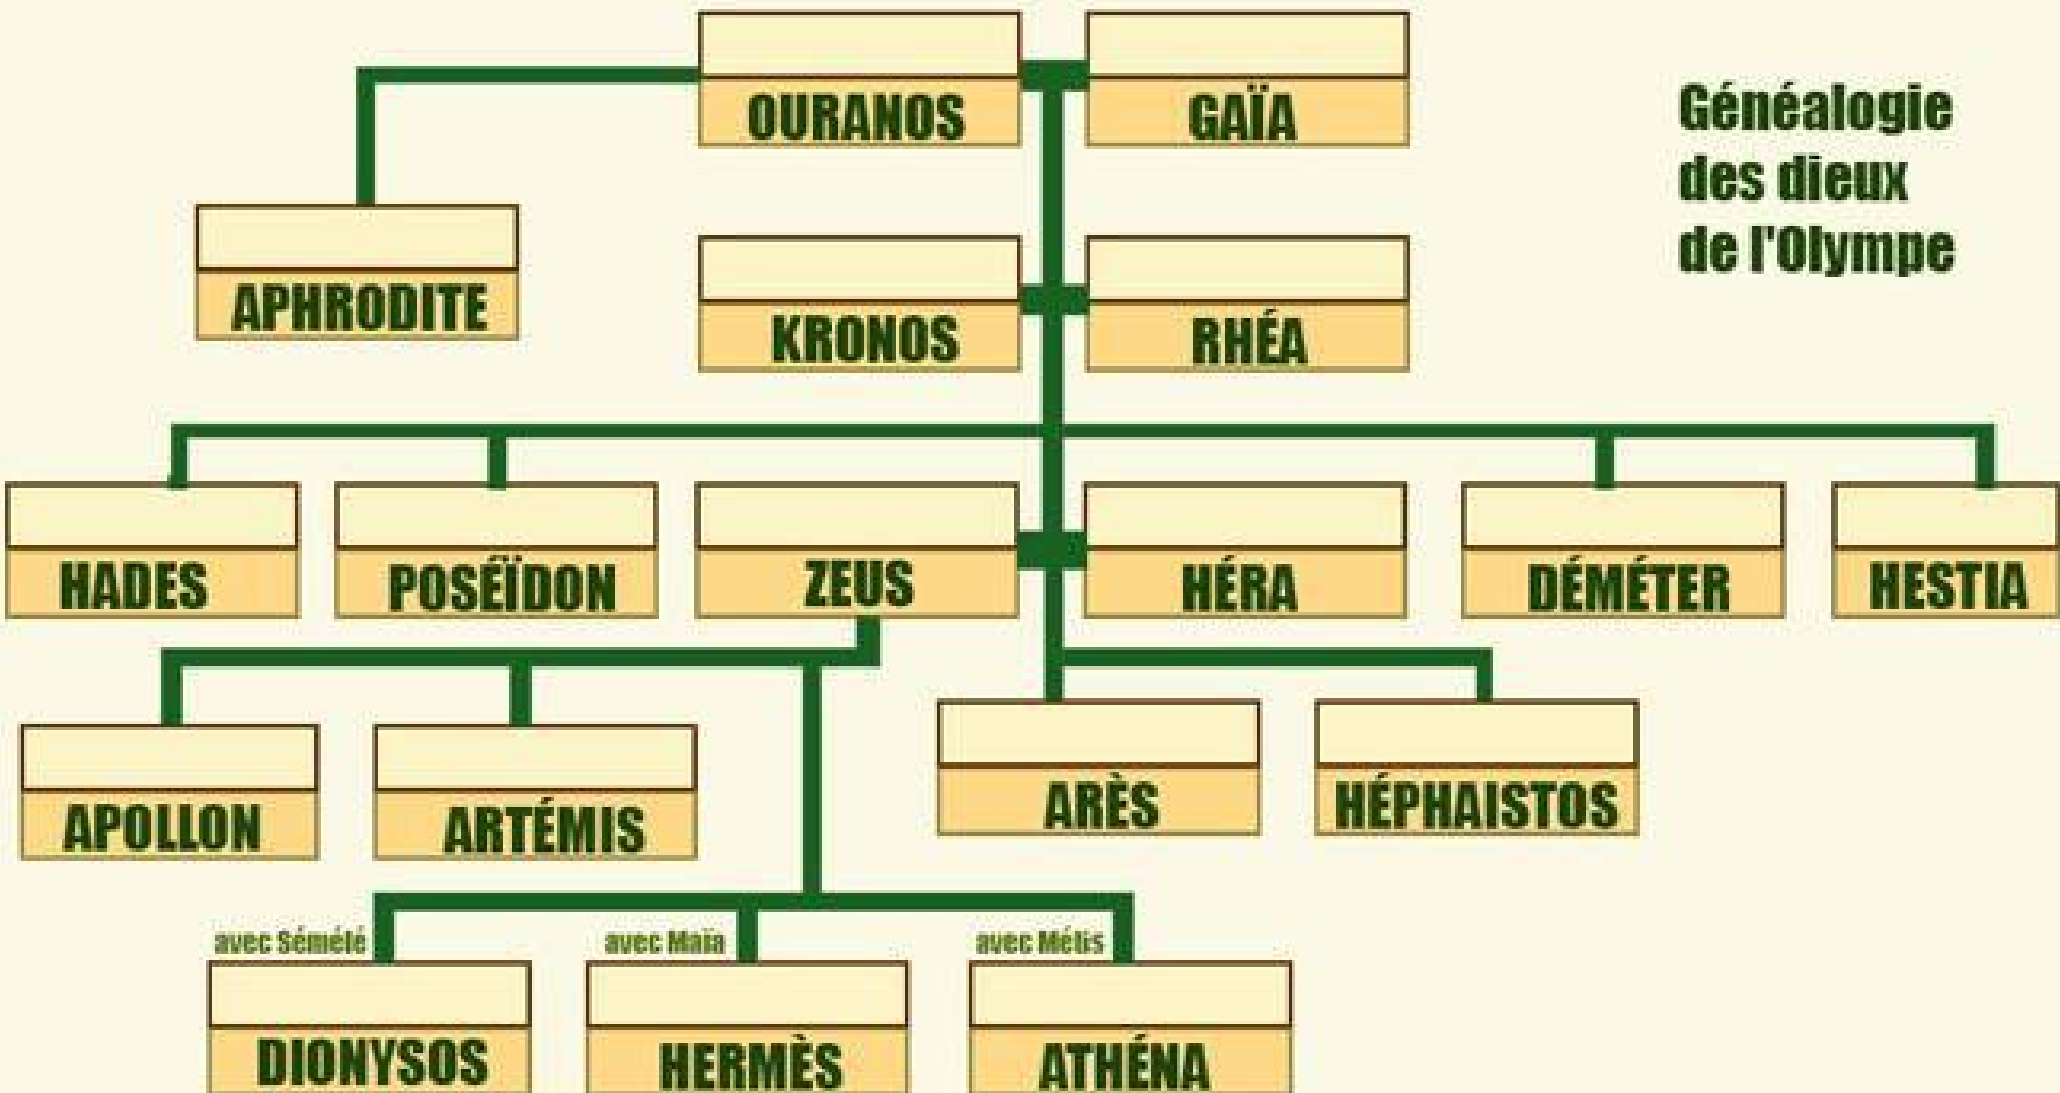 OURANOS
GAÏA
Généalogie
des dieux
de l'Olympe
APHRODITE
KRONOS
RHÉA
HADES
POSÉÏDON
ZEUS
HÉRA
DÉMÉTER
HESTIA
APOLLON
ARTÉMIS
ARÈS
HÉPHAISTOS
avec Sémélé
avec Maïa
avec Métis
DIONYSOS
HERMÈS
ATHÉNA